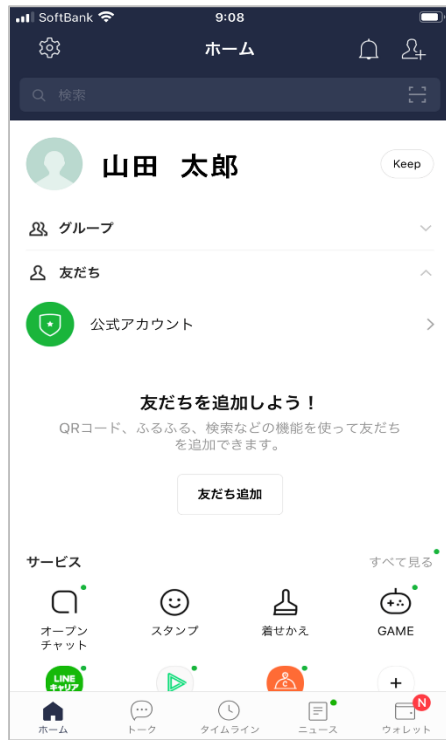 SoftBank 9:08
ホーム
検索
山田 太郎
Keep
グループ
友だち
公式アカウント
友だちを追加しよう！
QRコード、ふるふる、検索などの機能を使って友だち
を追加できます。
友だち追加
サービス
すべて見る
オープン
チャット
スタンプ
着せかえ
GAME
LINE
キャリア
N
ホーム
トーク
タイムライン
ニュース
ウォレット